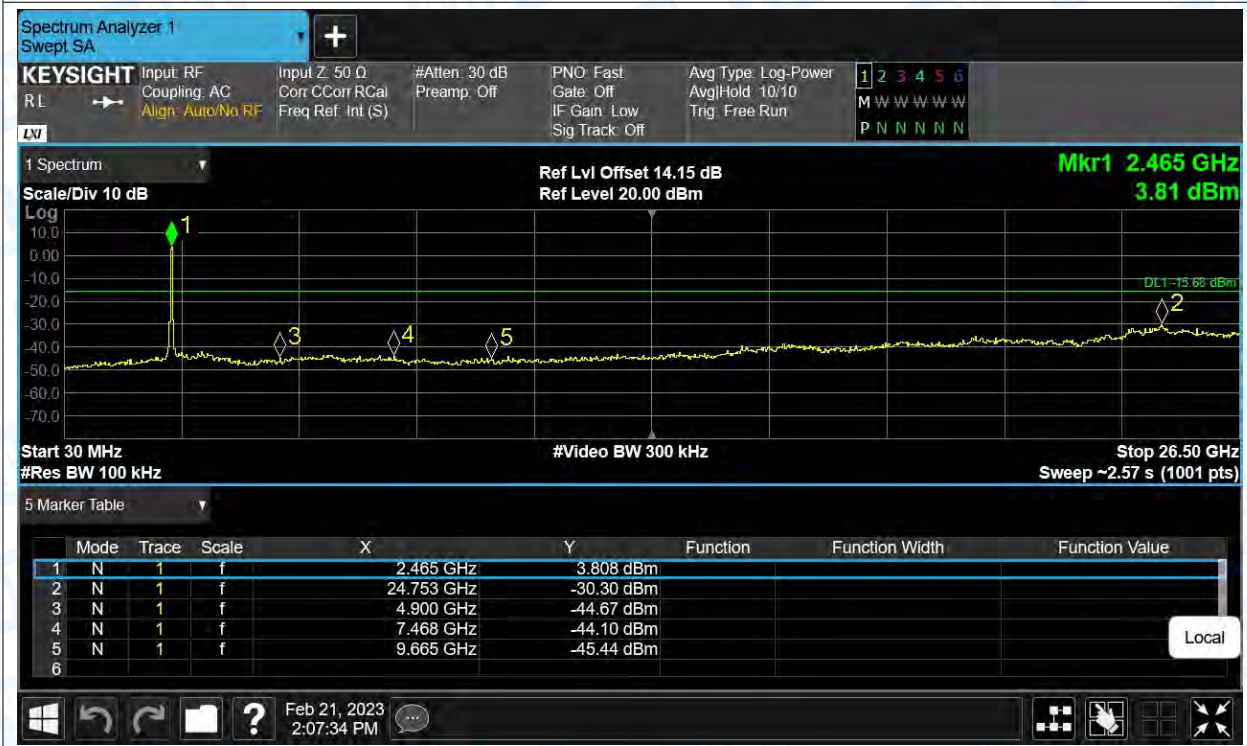 Spectrum Analyzer 1
Swept SA
+
KEYSIGHT Input: RF Input Z: 50 Ω #Atten: 30 dB PNO: Fast Avg Type: Log-Power 1 2 3 4 5 6
R L Coupling: AC Corr CCorr RCal Preamp: Off Gate: Off Avg|Hold: 10/10 M W W W W W W
Align: Auto/No RF Freq Ref: Int (S) IF Gain: Low Trig: Free Run P N N N N N
LXI Sig Track: Off
1 Spectrum Ref Lvl Offset 14.15 dB Mkr1 2.465 GHz
Scale/Div 10 dB Ref Level 20.00 dBm 3.81 dBm
Log
10.0 1
0.00
-10.0 DL1 -15.68 dBm
-20.0 2
-30.0
-40.0 3 4 5
-50.0
-60.0
-70.0
Start 30 MHz #Video BW 300 kHz Stop 26.50 GHz
#Res BW 100 kHz Sweep ~2.57 s (1001 pts)
5 Marker Table
Mode Trace Scale X Y Function Function Width Function Value
1 N 1 f 2.465 GHz 3.808 dBm
2 N 1 f 24.753 GHz -30.30 dBm
3 N 1 f 4.900 GHz -44.67 dBm
4 N 1 f 7.468 GHz -44.10 dBm
5 N 1 f 9.665 GHz -45.44 dBm
6
Local
? Feb 21, 2023
2:07:34 PM